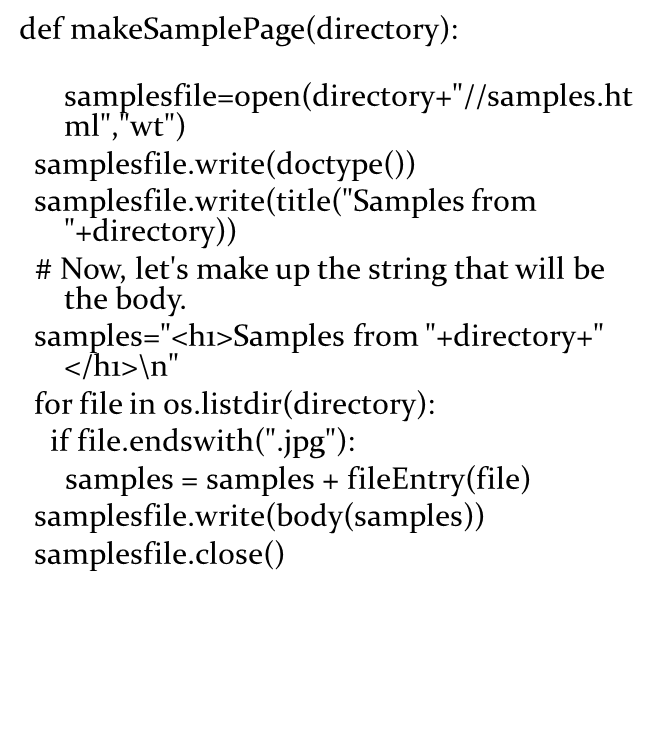 def makeSamplePage(directory):
samplesfile=open(directory+"//samples.ht
ml","wt")
samplesfile.write(doctype())
samplesfile.write(title("Samples from
"+directory))
# Now, let's make up the string that will be
the body.
samples="<h1>Samples from "+directory+"
</h1>\n"
for file in os.listdir(directory):
if file.endswith(".jpg"):
samples = samples + fileEntry(file)
samplesfile.write(body(samples))
samplesfile.close()